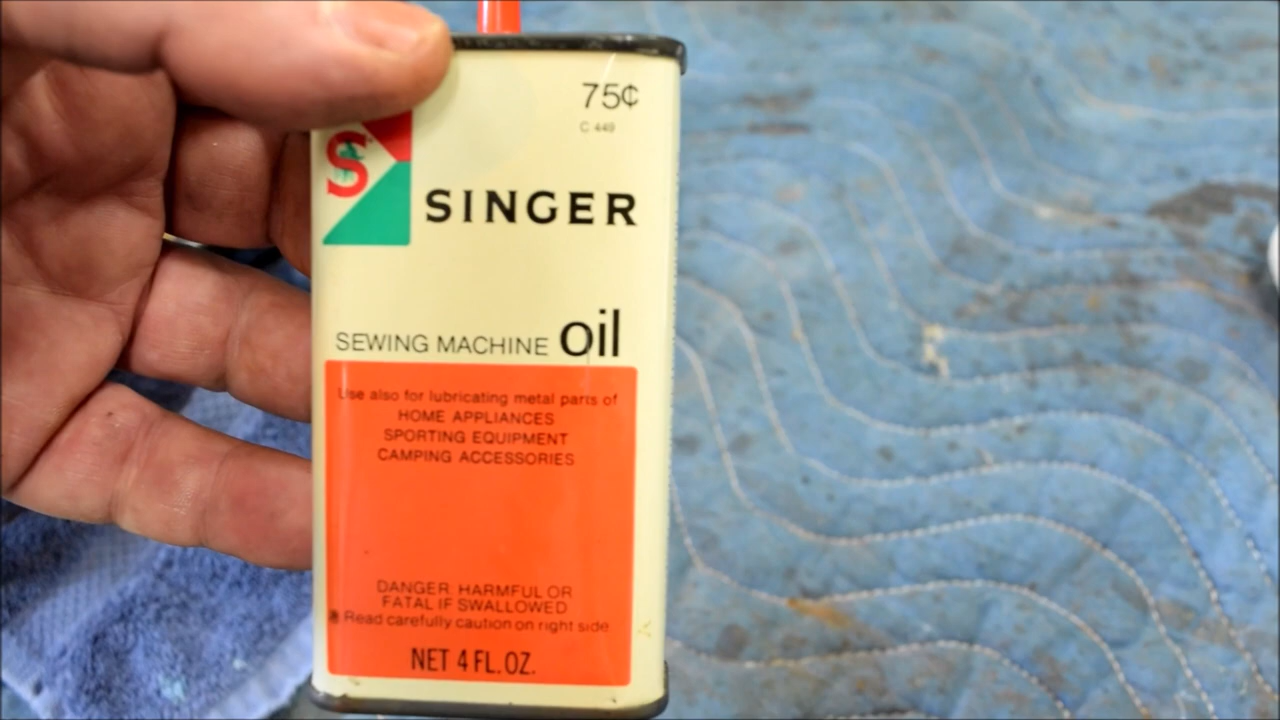 75¢
C 449
S
SINGER
SEWING MACHINE oil
Use also for lubricating metal parts of
HOME APPLIANCES
SPORTING EQUIPMENT
CAMPING ACCESSORIES
DANGER. HARMFUL OR
FATAL IF SWALLOWED
Read carefully caution on right side
NET 4 FL. OZ.